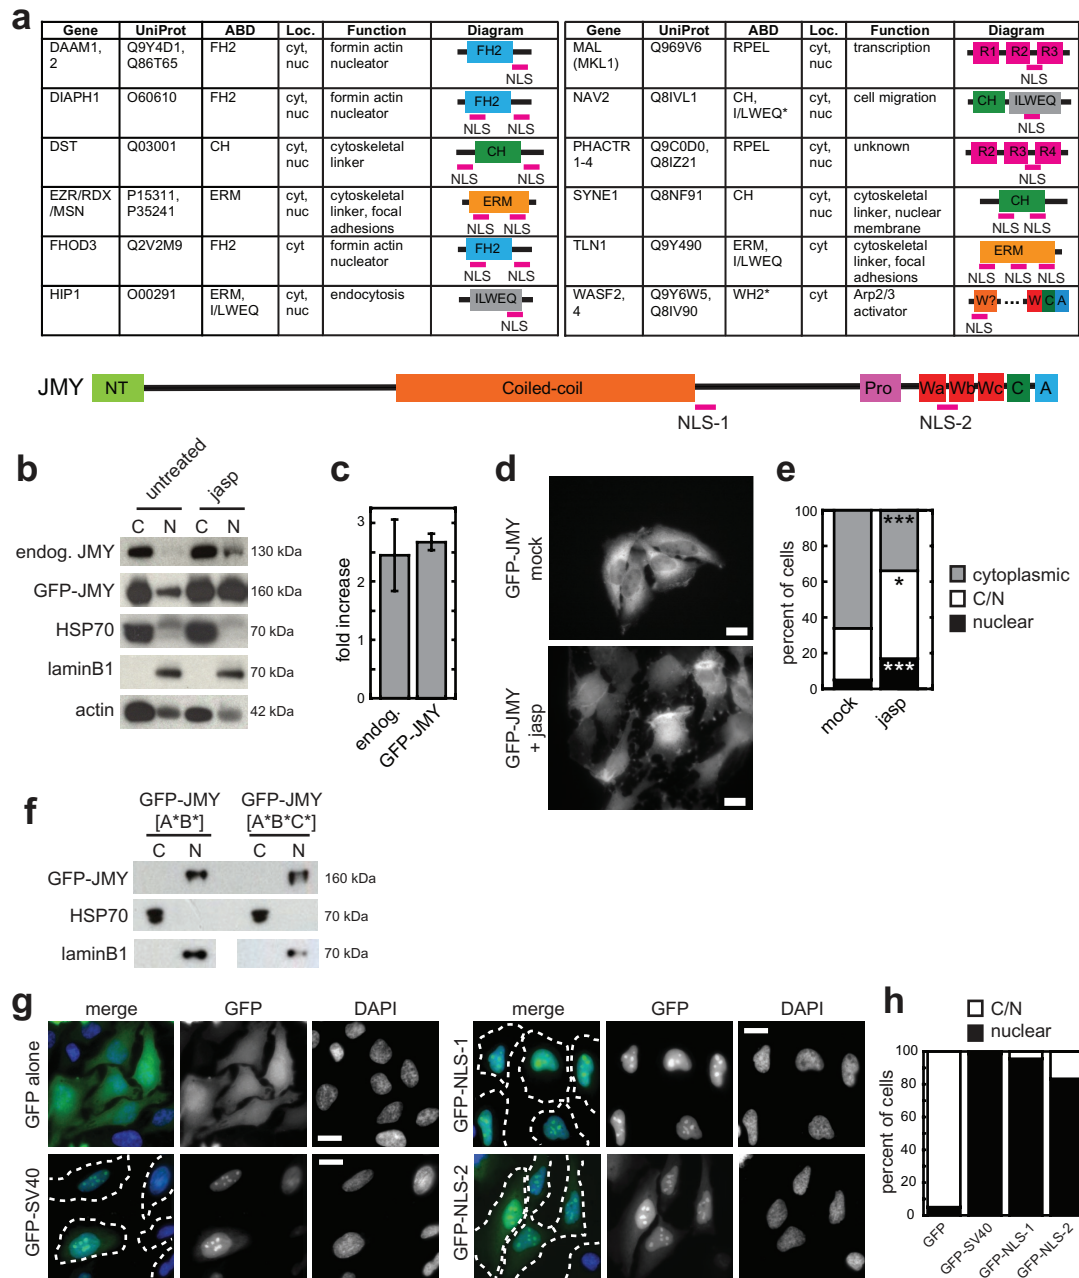 a
Gene UniProt ABD Loc. Function Diagram
DAAM1, 2 Q9Y4D1, Q86T65 FH2 cyt, nuc formin actin nucleator FH2 NLS
DIAPH1 O60610 FH2 cyt, nuc formin actin nucleator FH2 NLS NLS
DST Q03001 CH cyt, nuc cytoskeletal linker CH NLS NLS
EZR/RDX /MSN P15311, P35241 ERM cyt, nuc cytoskeletal linker, focal adhesions ERM NLS NLS
FHOD3 Q2V2M9 FH2 cyt formin actin nucleator FH2 NLS NLS
HIP1 O00291 ERM, I/LWEQ cyt, nuc endocytosis ILWEQ NLS
Gene UniProt ABD Loc. Function Diagram
MAL (MKL1) Q969V6 RPEL cyt, nuc transcription R1 R2 R3 NLS
NAV2 Q8IVL1 CH, I/LWEQ* cyt, nuc cell migration CH ILWEQ NLS
PHACTR 1-4 Q9C0D0, Q8IZ21 RPEL cyt, nuc unknown R2 R3 R4 NLS
SYNE1 Q8NF91 CH cyt, nuc cytoskeletal linker, nuclear membrane CH NLS NLS
TLN1 Q9Y490 ERM, I/LWEQ cyt cytoskeletal linker, focal adhesions ERM NLS NLS NLS
WASF2, 4 Q9Y6W5, Q8IV90 WH2* cyt Arp2/3 activator W? ... W C A NLS
JMY NT Coiled-coil Pro Wa Wb Wc C A
NLS-1 NLS-2
b
untreated jasp
C N C N
endog. JMY 130 kDa
GFP-JMY 160 kDa
HSP70 70 kDa
laminB1 70 kDa
actin 42 kDa
c
fold increase
3
2
1
0
endog. GFP-JMY
d
GFP-JMY mock
GFP-JMY + jasp
e
percent of cells
100
80
60
40
20
0
***
*
***
mock jasp
cytoplasmic
C/N
nuclear
f
GFP-JMY [A*B*] GFP-JMY [A*B*C*]
C N C N
GFP-JMY 160 kDa
HSP70 70 kDa
laminB1 70 kDa
g
merge GFP DAPI merge GFP DAPI
GFP alone
GFP-NLS-1
GFP-SV40
GFP-NLS-2
h
C/N
nuclear
percent of cells
100
80
60
40
20
0
GFP GFP-SV40 GFP-NLS-1 GFP-NLS-2